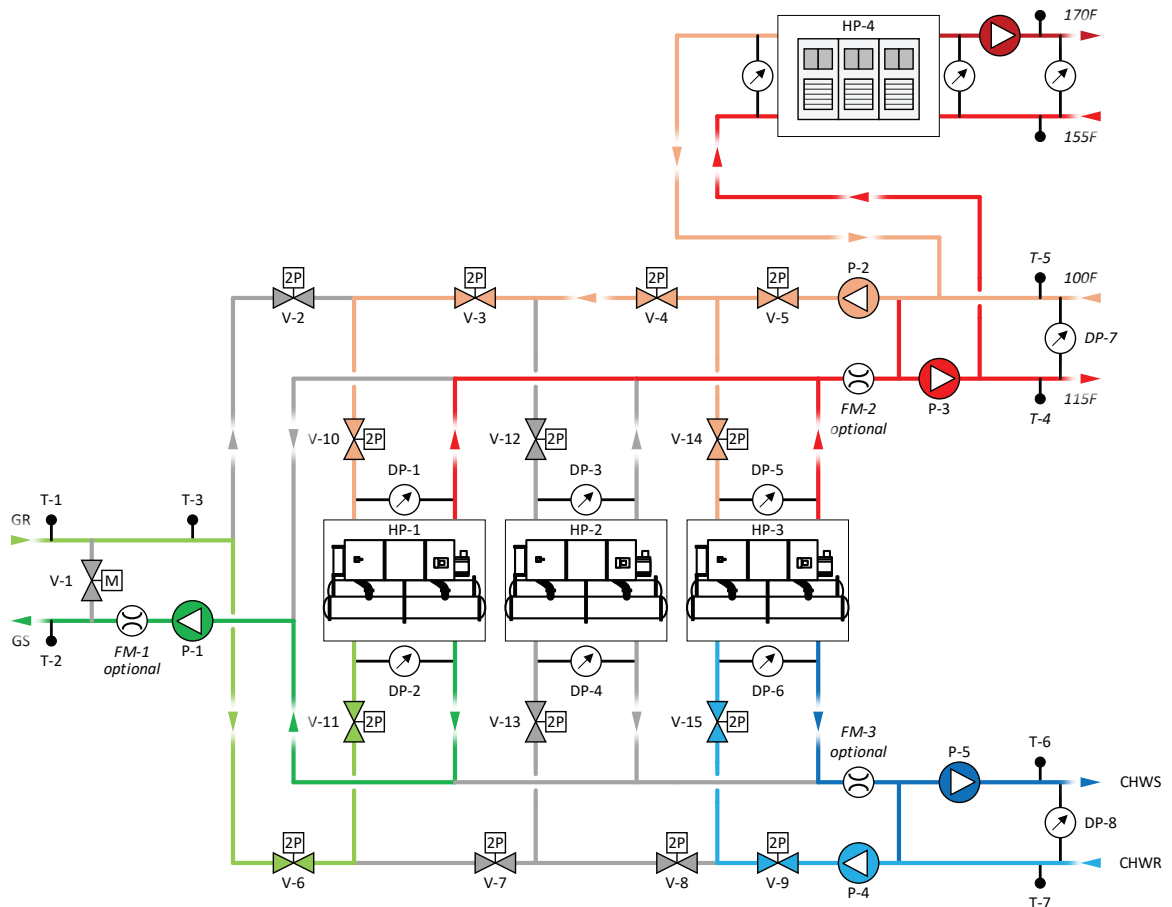 170F
HP-4
155F
T-5
2P
2P
2P
2P
P-2
100F
V-2
V-3
V-4
V-5
DP-7
FM-2
optional
P-3
T-4
115F
V-10
2P
V-12
2P
V-14
2P
DP-1
DP-3
DP-5
T-1
T-3
GR
HP-1
HP-2
HP-3
V-1
M
GS
T-2
FM-1
optional
P-1
DP-2
DP-4
DP-6
V-11
2P
V-13
2P
V-15
2P
FM-3
optional
P-5
T-6
CHWS
DP-8
2P
2P
2P
2P
CHWR
V-6
V-7
V-8
V-9
P-4
T-7